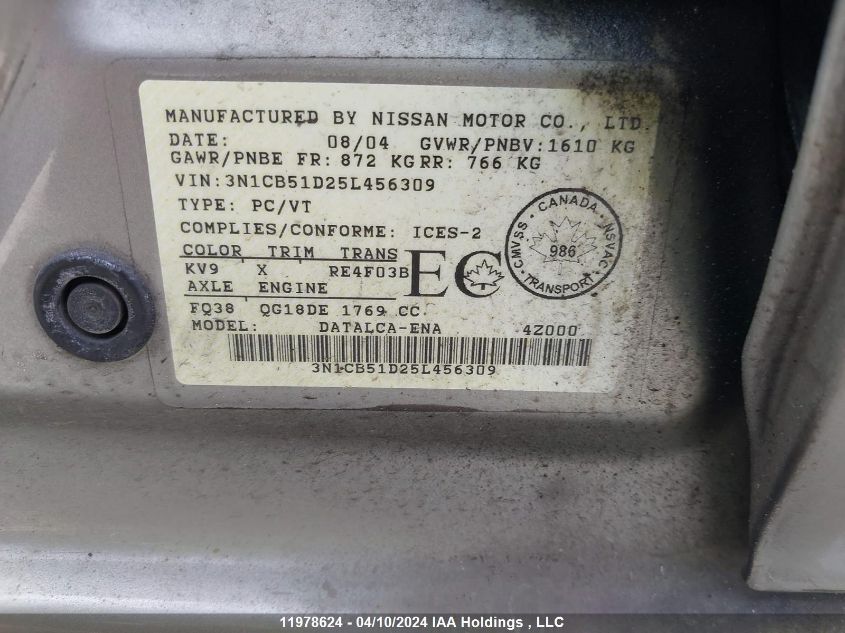 MANUFACTURED BY NISSAN MOTOR CO., LTD.
DATE: 08/04 GVWR/PNBV:1610 KG
GAWR/PNBE FR: 872 KG RR: 766 KG
VIN:3N1CB51D25L456309
TYPE: PC/VT
COMPLIES/CONFORME: ICES-2
COLOR TRIM TRANS
KV9 X RE4F03B
AXLE ENGINE
FQ38 QG18DE 1769 CC.
MODEL: DATALCA-ENA 4Z000
EC
CANADA
CMVSS · NSVAC
986
TRANSPORT
3N1CB51D25L456309
11978624 - 04/10/2024 IAA Holdings , LLC